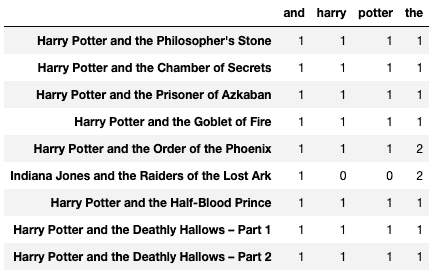 and harry potter the
Harry Potter and the Philosopher's Stone 1 1 1 1
Harry Potter and the Chamber of Secrets 1 1 1 1
Harry Potter and the Prisoner of Azkaban 1 1 1 1
Harry Potter and the Goblet of Fire 1 1 1 1
Harry Potter and the Order of the Phoenix 1 1 1 2
Indiana Jones and the Raiders of the Lost Ark 1 0 0 2
Harry Potter and the Half-Blood Prince 1 1 1 1
Harry Potter and the Deathly Hallows – Part 1 1 1 1 1
Harry Potter and the Deathly Hallows – Part 2 1 1 1 1